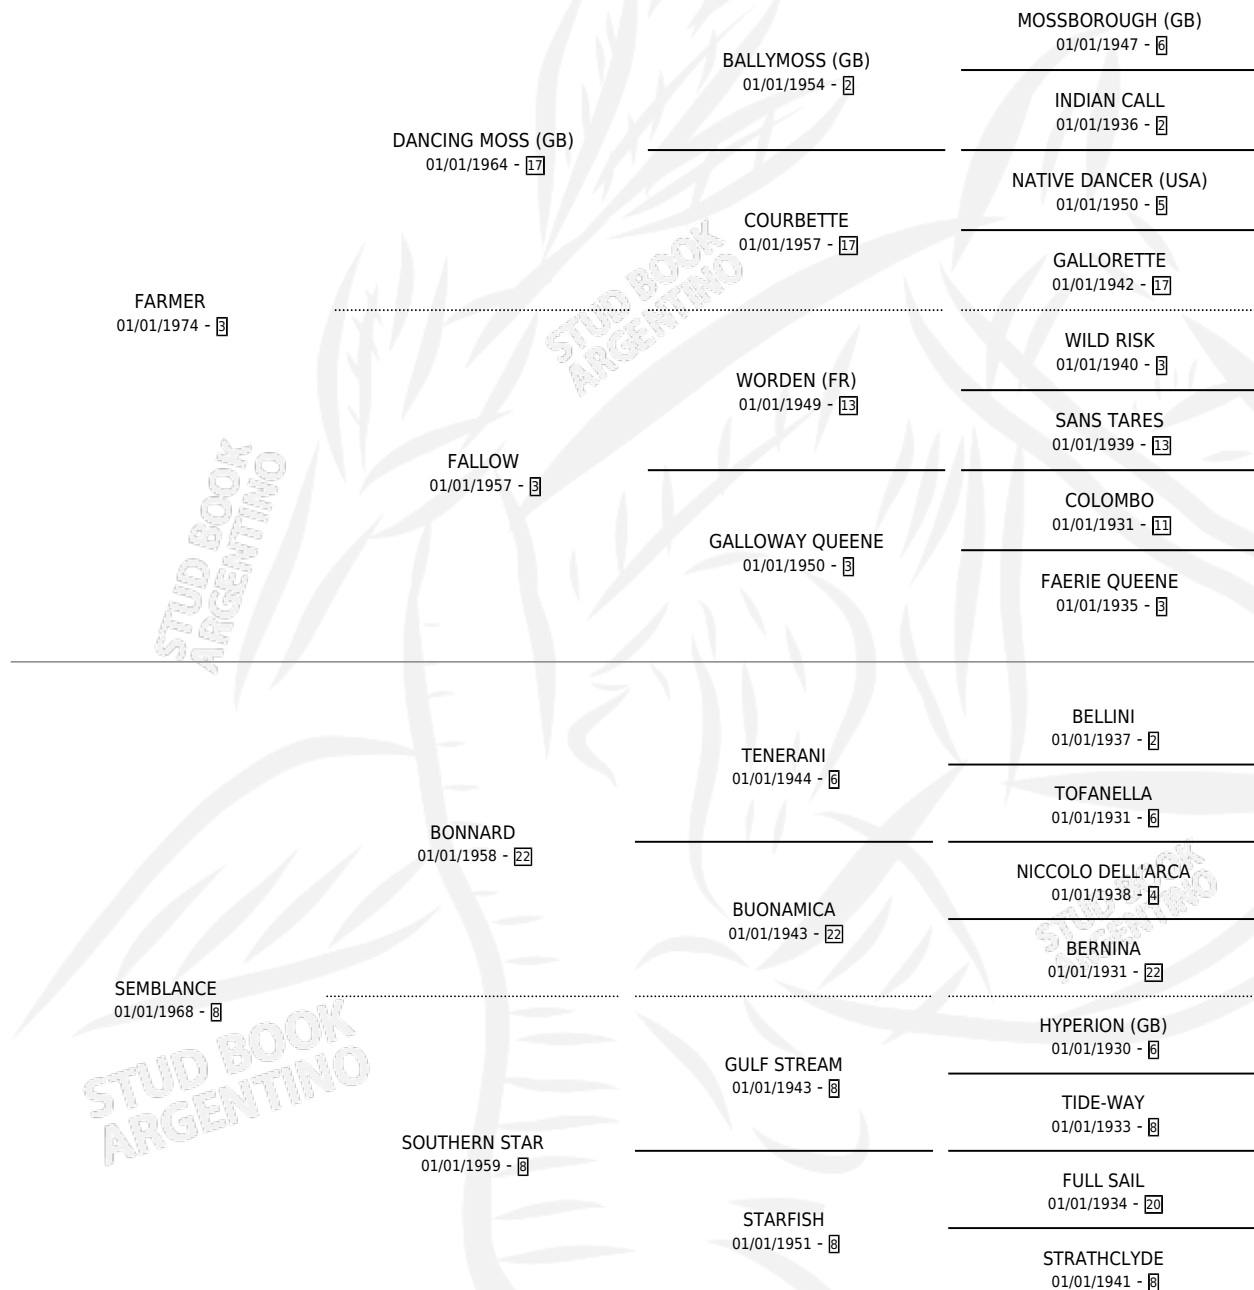 MOSSBOROUGH (GB)
01/01/1947 - 6
BALLYMOSS (GB)
01/01/1954 - 2
INDIAN CALL
01/01/1936 - 2
DANCING MOSS (GB)
01/01/1964 - 17
NATIVE DANCER (USA)
01/01/1950 - 5
COURBETTE
01/01/1957 - 17
GALLORETTE
01/01/1942 - 17
FARMER
01/01/1974 - 3
WILD RISK
01/01/1940 - 3
WORDEN (FR)
01/01/1949 - 13
SANS TARES
01/01/1939 - 13
FALLOW
01/01/1957 - 3
COLOMBO
01/01/1931 - 11
GALLOWAY QUEENE
01/01/1950 - 3
FAERIE QUEENE
01/01/1935 - 3
BELLINI
01/01/1937 - 2
TENERANI
01/01/1944 - 6
TOFANELLA
01/01/1931 - 6
BONNARD
01/01/1958 - 22
NICCOLO DELL'ARCA
01/01/1938 - 4
BUONAMICA
01/01/1943 - 22
BERNINA
01/01/1931 - 22
SEMBLANCE
01/01/1968 - 8
HYPERION (GB)
01/01/1930 - 6
GULF STREAM
01/01/1943 - 8
TIDE-WAY
01/01/1933 - 8
SOUTHERN STAR
01/01/1959 - 8
FULL SAIL
01/01/1934 - 20
STARFISH
01/01/1951 - 8
STRATHCLYDE
01/01/1941 - 8
STUD BOOK
ARGENTINO
STUD BOOK
ARGENTINO
STUD BOOK
ARGENTINO
STUD BOOK
ARGENTINO